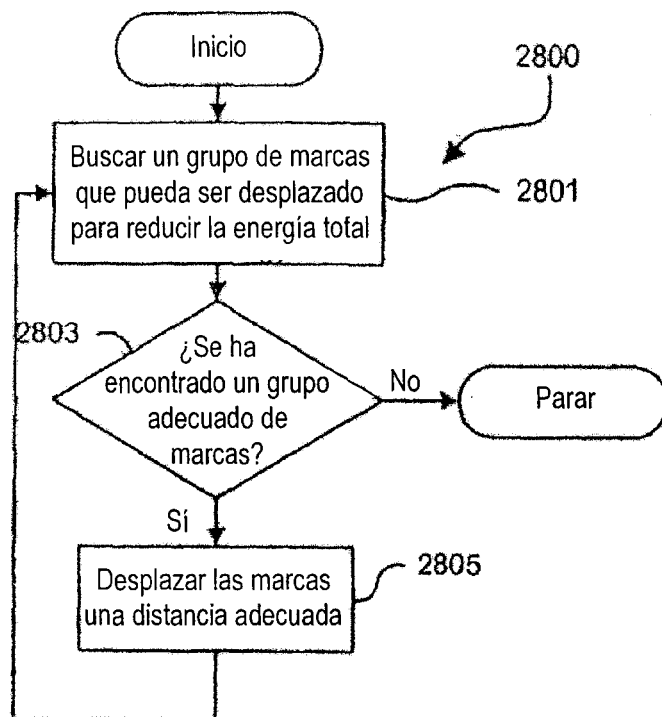 Inicio
2800
Buscar un grupo de marcas
que pueda ser desplazado
para reducir la energía total
2801
2803
¿Se ha
encontrado un grupo
adecuado de
marcas?
No
Parar
Sí
Desplazar las marcas
una distancia adecuada
2805